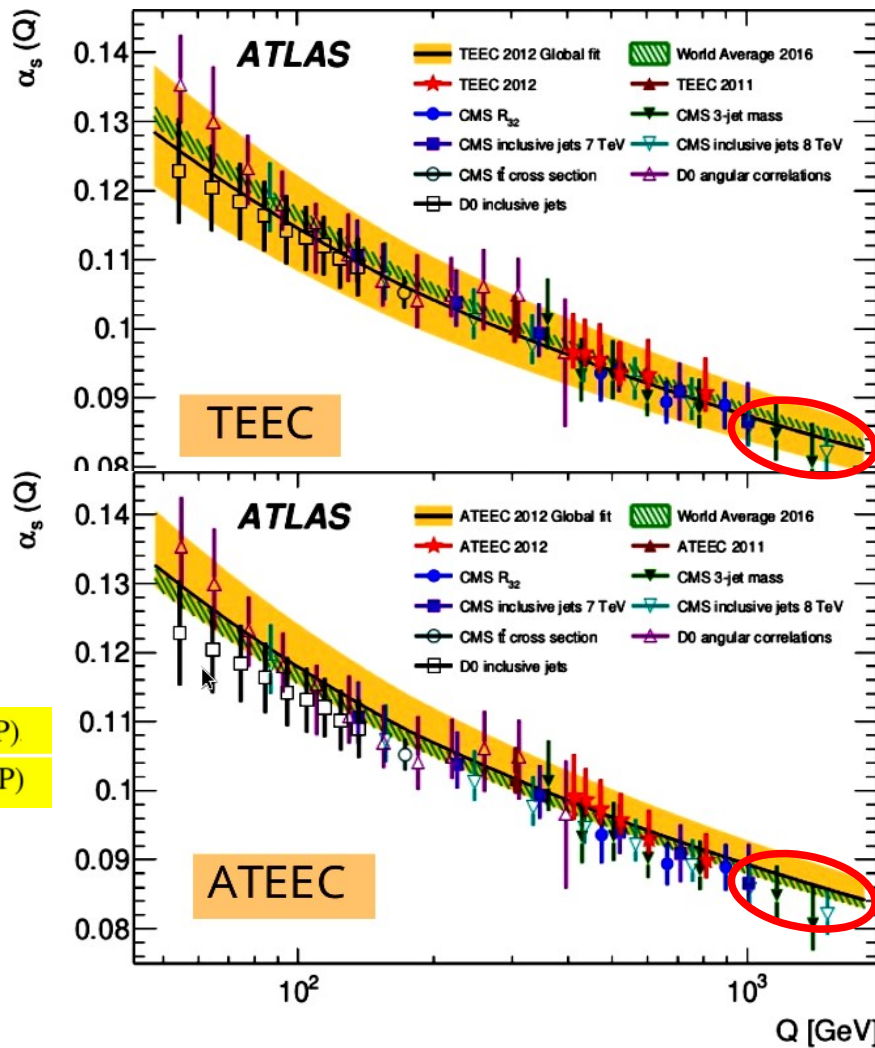 α_s (Q)
0.14
0.13
0.12
0.11
0.1
0.09
0.08
ATLAS
TEEC 2012 Global fit
World Average 2016
TEEC 2012
TEEC 2011
CMS R_32
CMS 3-jet mass
CMS inclusive jets 7 TeV
CMS inclusive jets 8 TeV
CMS tt̄ cross section
D0 angular correlations
D0 inclusive jets
TEEC
α_s (Q)
0.14
0.13
0.12
0.11
0.1
0.09
0.08
ATLAS
ATEEC 2012 Global fit
World Average 2016
ATEEC 2012
ATEEC 2011
CMS R_32
CMS 3-jet mass
CMS inclusive jets 7 TeV
CMS inclusive jets 8 TeV
CMS tt̄ cross section
D0 angular correlations
D0 inclusive jets
P)
P)
ATEEC
10²
10³
Q [GeV]